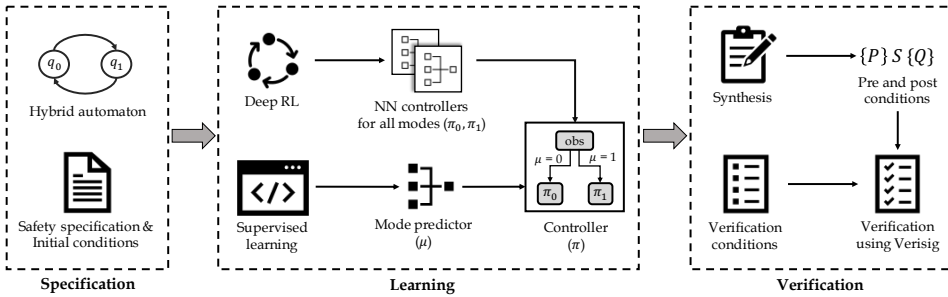 q0
q1
Hybrid automaton
Safety specification &
Initial conditions
Specification
Deep RL
NN controllers
for all modes (π0, π1)
</>
Supervised
learning
Mode predictor
(μ)
obs
μ = 0
μ = 1
π0
π1
Controller
(π)
Learning
Synthesis
{P} S {Q}
Pre and post
conditions
Verification
conditions
Verification
using Verisig
Verification